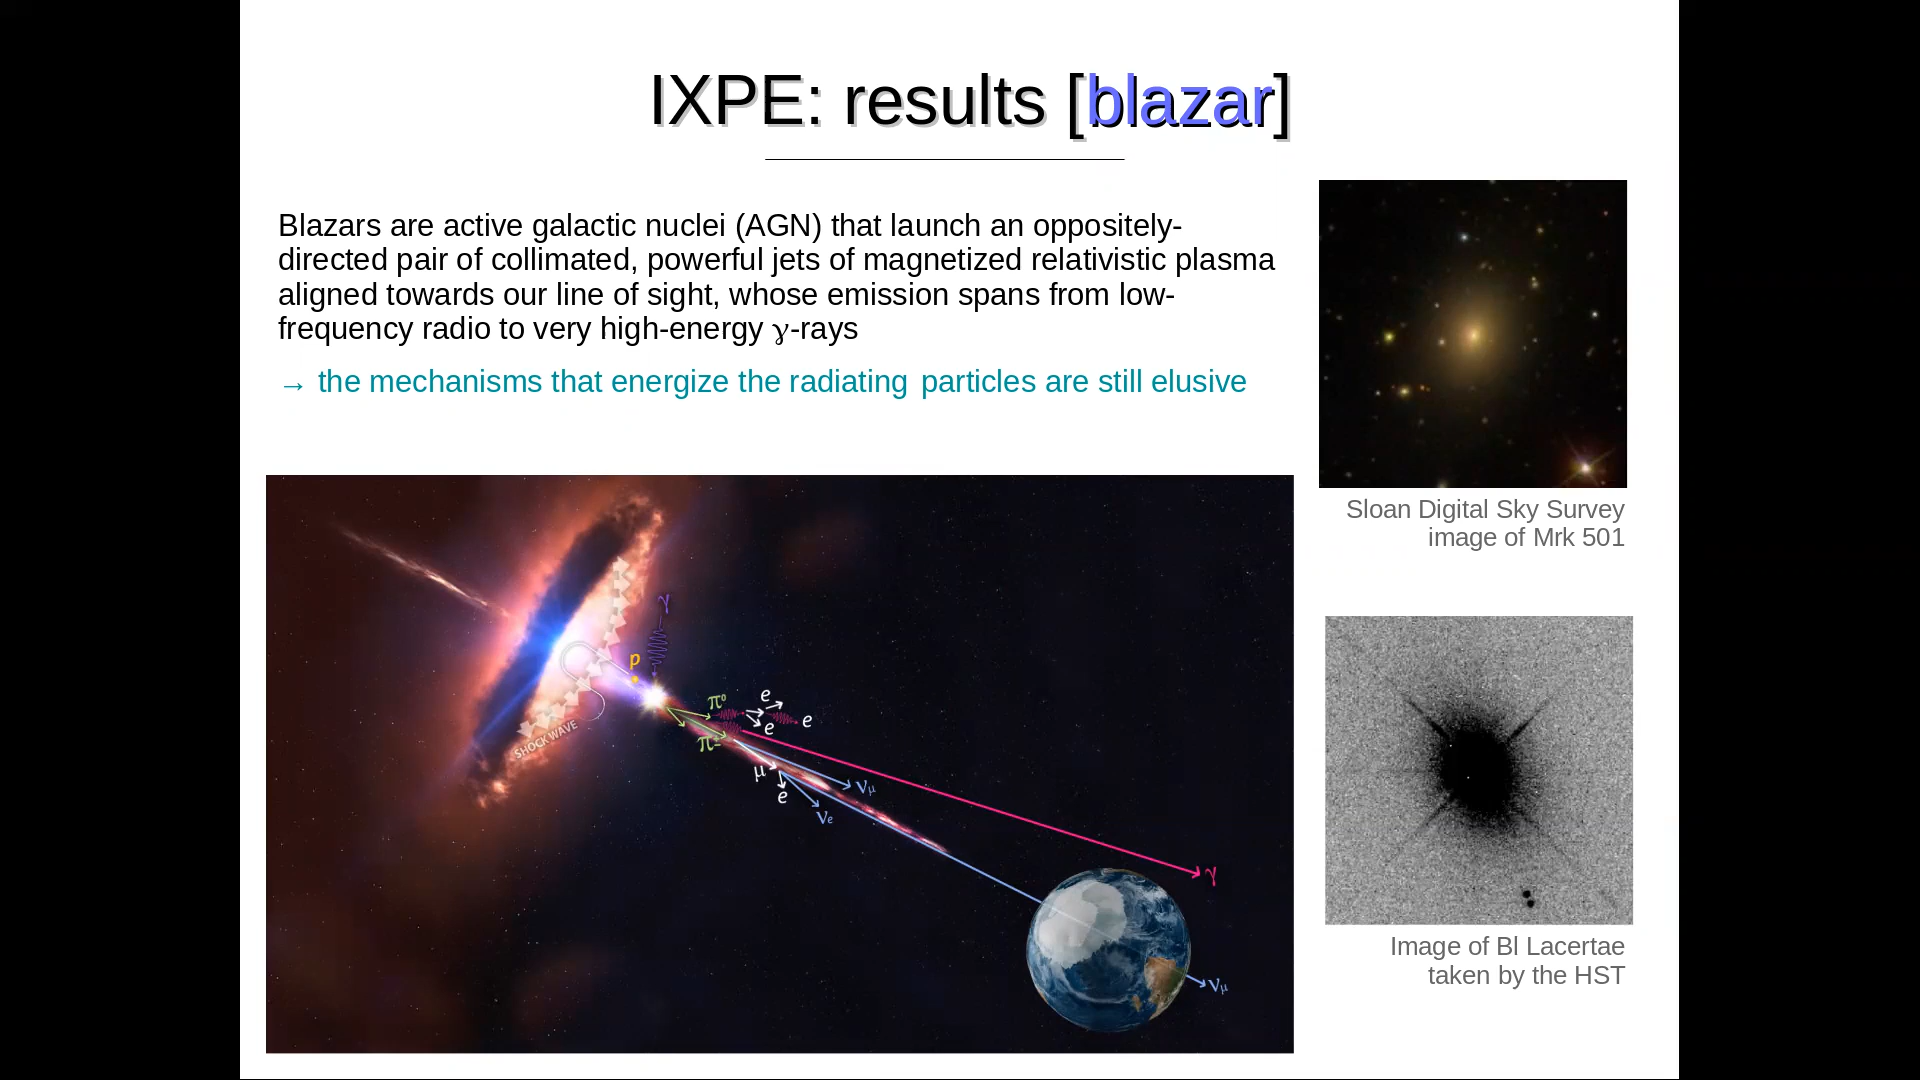 IXPE: results [blazar]
Blazars are active galactic nuclei (AGN) that launch an oppositely-
directed pair of collimated, powerful jets of magnetized relativistic plasma
aligned towards our line of sight, whose emission spans from low-
frequency radio to very high-energy γ-rays
→ the mechanisms that energize the radiating particles are still elusive
Sloan Digital Sky Survey
image of Mrk 501
γ
p
π⁰
e
e
e
π±
μ
e
νμ
νe
SHOCK WAVE
γ
νμ
Image of Bl Lacertae
taken by the HST